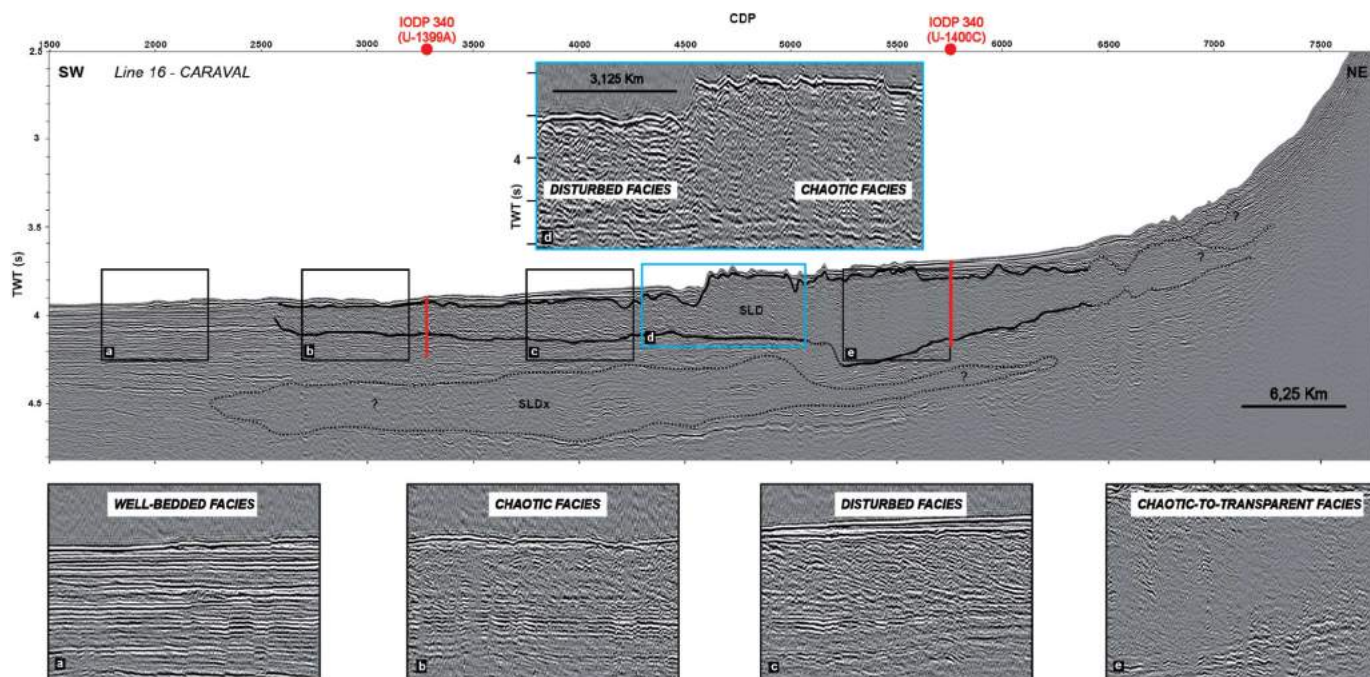 CDP
IODP 340
(U-1399A)
IODP 340
(U-1400C)
1500 2000 2500 3000 3500 4000 4500 5000 5500 6000 6500 7000 7500
2.5
SW Line 16 - CARAVAL
NE
3,125 Km
3
4
DISTURBED FACIES
CHAOTIC FACIES
TWT (s)
d
3.5
TWT (s)
?
?
4
SLD
a
b
c
d
e
?
?
4.5
SLDx
6,25 Km
WELL-BEDDED FACIES
CHAOTIC FACIES
DISTURBED FACIES
CHAOTIC-TO-TRANSPARENT FACIES
a
b
c
e